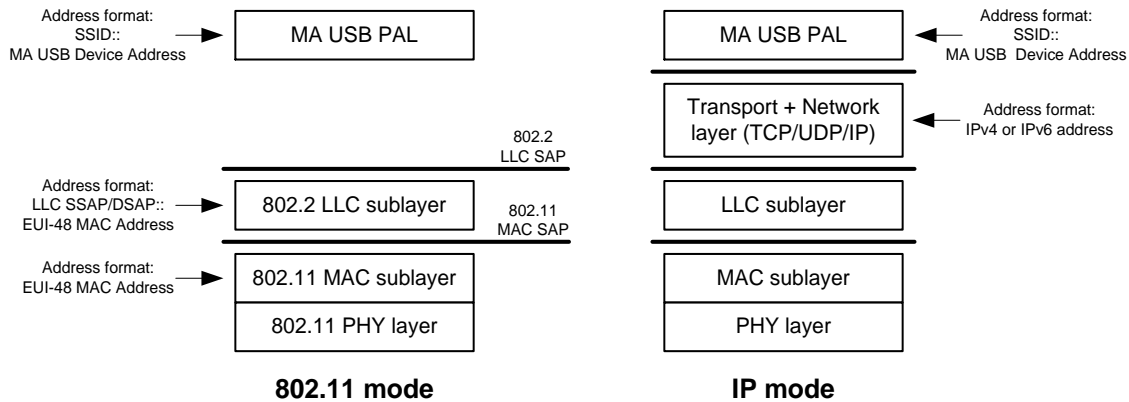 Address format:
SSID::
MA USB Device Address
MA USB PAL
MA USB PAL
Address format:
SSID::
MA USB  Device Address
Transport + Network
layer (TCP/UDP/IP)
Address format:
IPv4 or IPv6 address
802.2
LLC SAP
Address format:
LLC SSAP/DSAP::
EUI-48 MAC Address
802.2 LLC sublayer
802.11
MAC SAP
LLC sublayer
Address format:
EUI-48 MAC Address
802.11 MAC sublayer
MAC sublayer
802.11 PHY layer
PHY layer
802.11 mode
IP mode